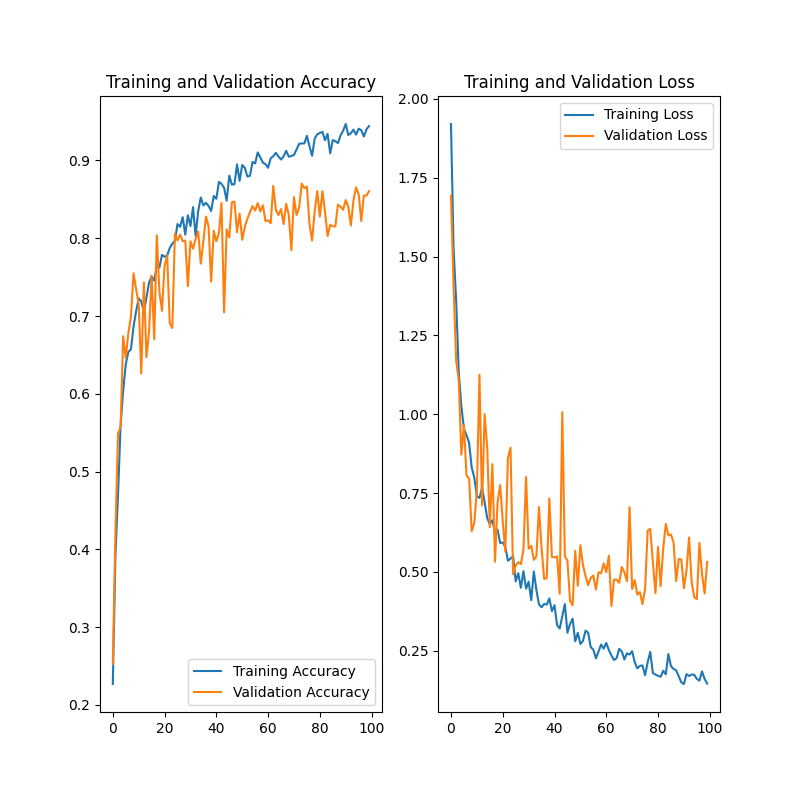 Training and Validation Accuracy
0.9
0.8
0.7
0.6
0.5
0.4
0.3
0.2
0 20 40 60 80 100
Training Accuracy
Validation Accuracy
Training and Validation Loss
2.00
1.75
1.50
1.25
1.00
0.75
0.50
0.25
0 20 40 60 80 100
Training Loss
Validation Loss